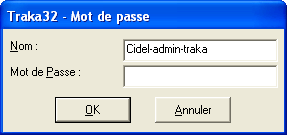 Traka32 - Mot de passe
Nom :
Cidel-admin-traka
Mot de Passe :
OK
Annuler